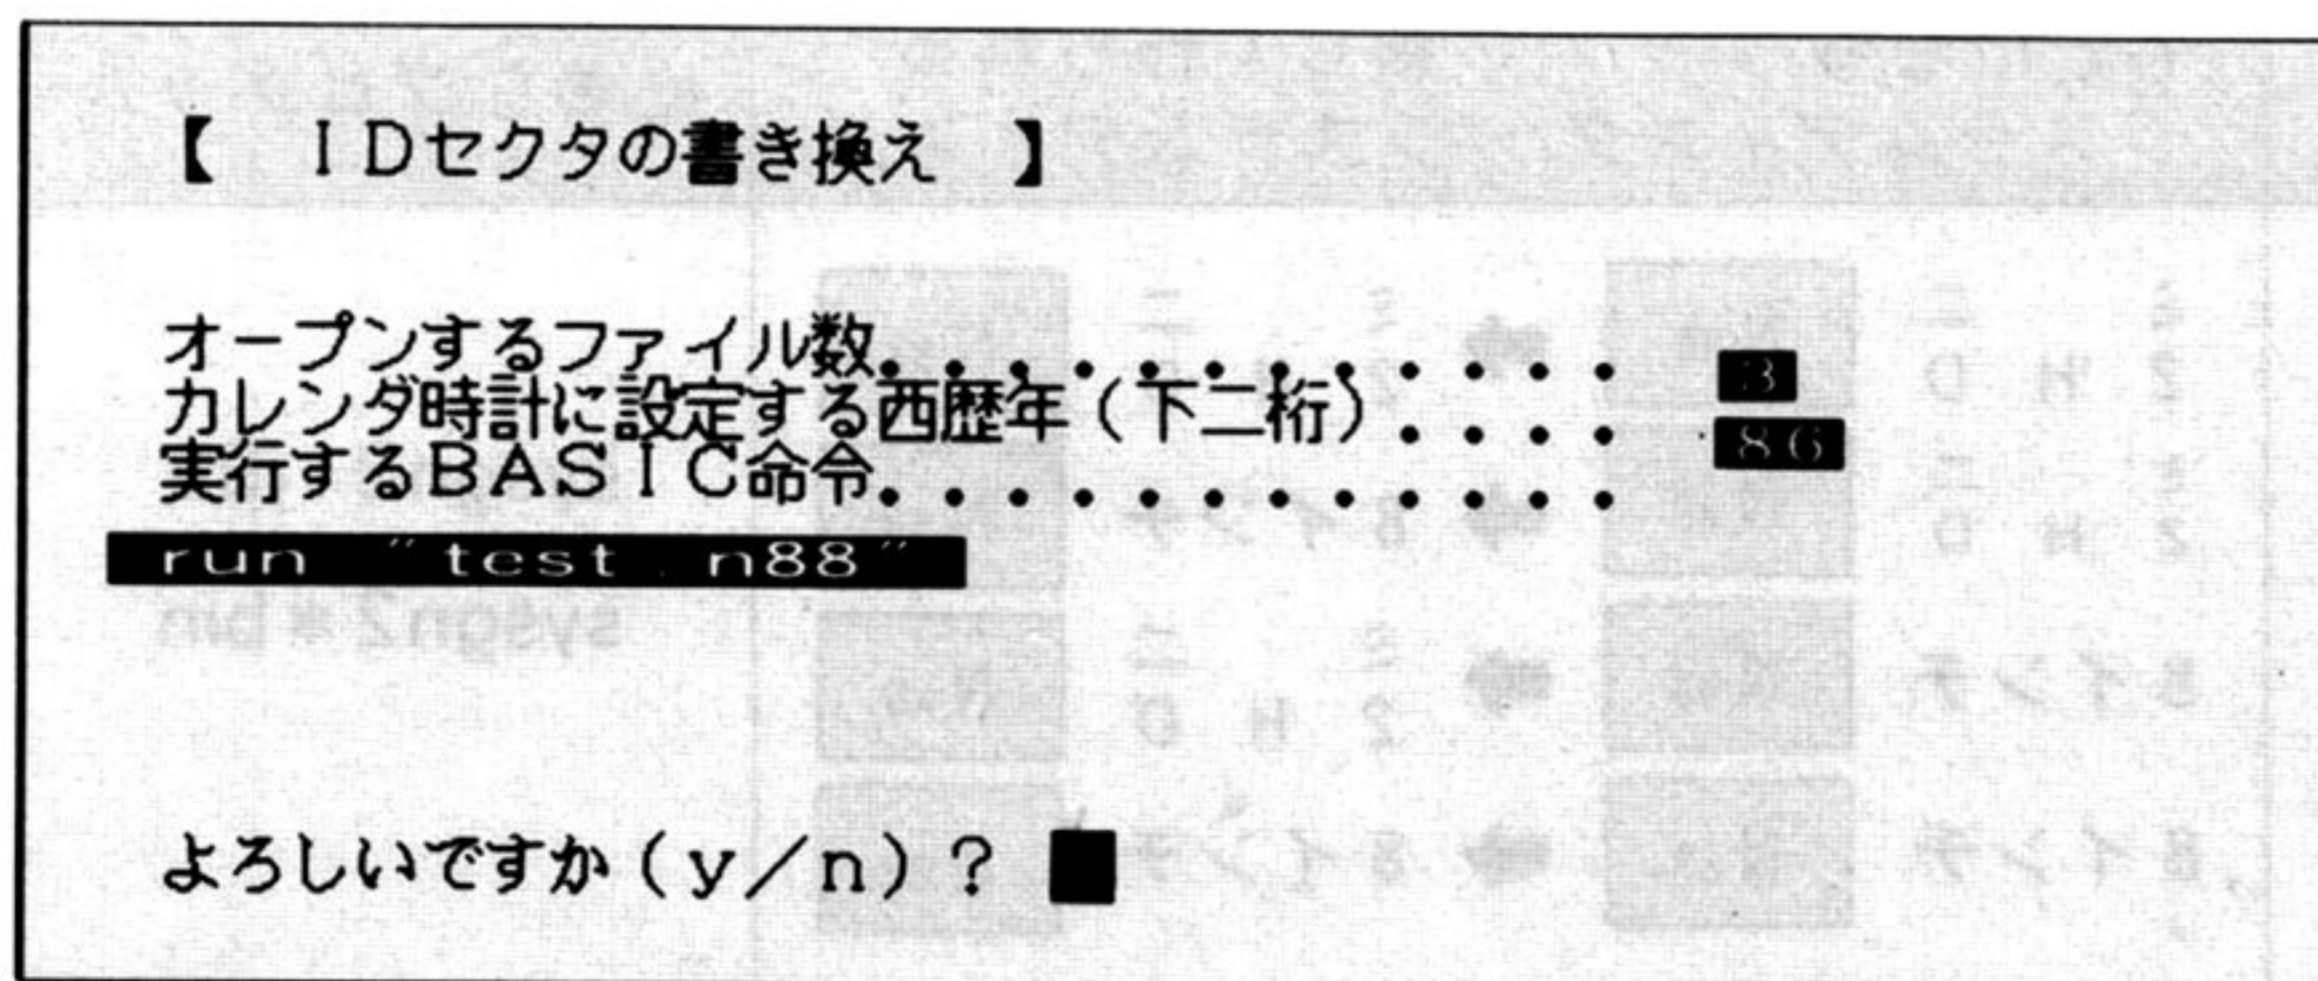 【　ＩＤセクタの書き換え　】
オープンするファイル数．．．．．．．．．．．．　３
カレンダ時計に設定する西歴年（下二桁）．．．．　８６
実行するＢＡＳＩＣ命令．．．．．．．．．．．．
run "test.n88"
よろしいですか（ｙ／ｎ）？